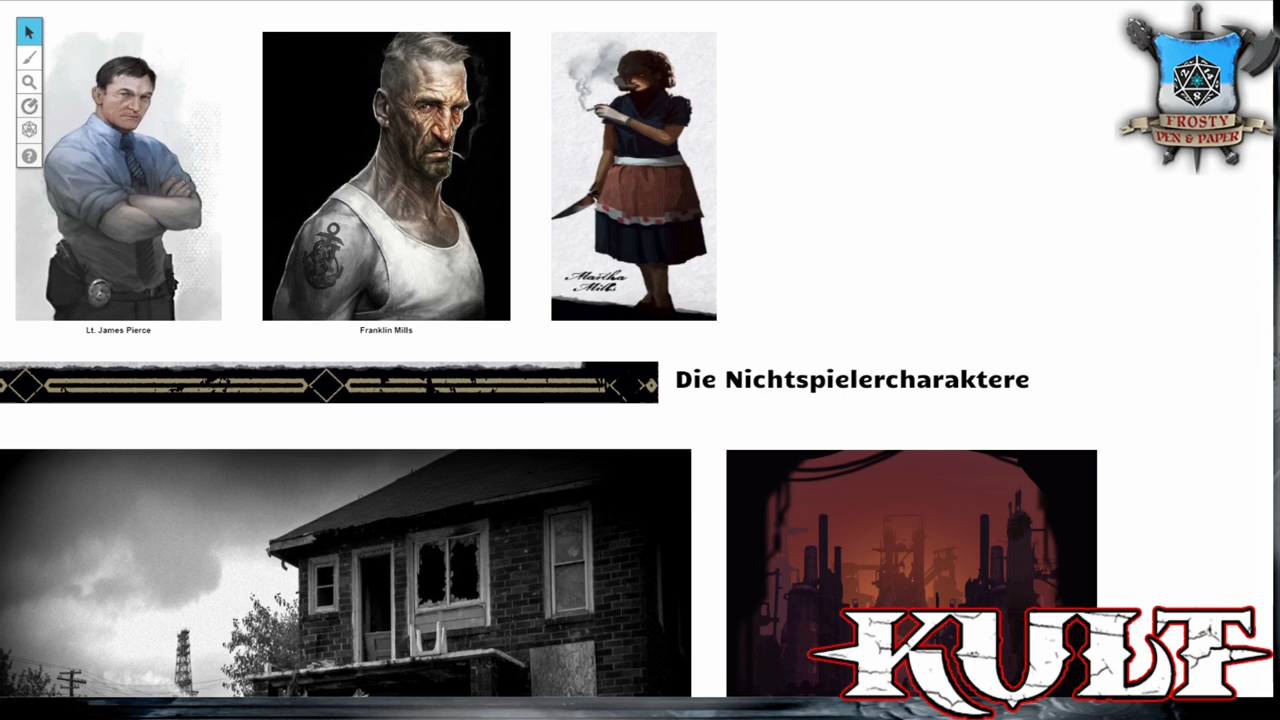 FROSTY
PEN & PAPER
Martha
Mills
Lt. James Pierce
Franklin Mills
Die Nichtspielercharaktere
KULT